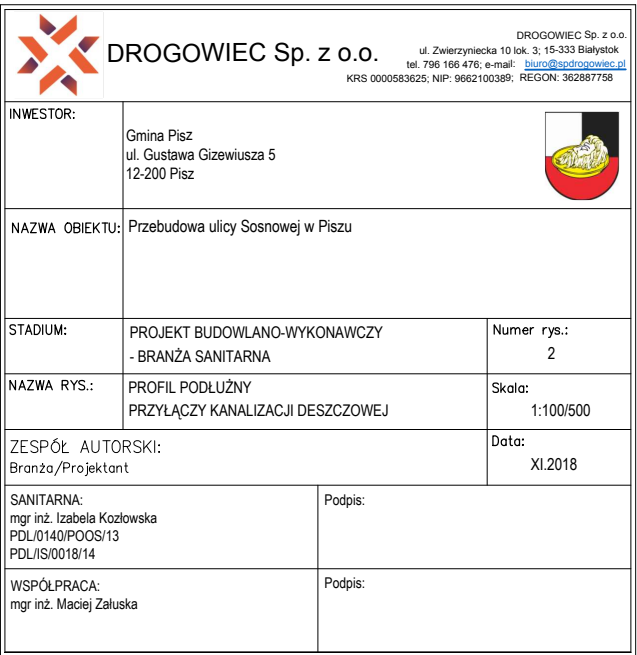 DROGOWIEC Sp. z o.o.
DROGOWIEC Sp. z o.o.
ul. Zwierzyniecka 10 lok. 3; 15-333 Białystok
tel. 796 166 476; e-mail: biuro@spdrogowiec.pl
KRS 0000583625; NIP: 9662100389; REGON: 362887758
INWESTOR:
Gmina Pisz
ul. Gustawa Gizewiusza 5
12-200 Pisz
NAZWA OBIEKTU: Przebudowa ulicy Sosnowej w Piszu
STADIUM:
PROJEKT BUDOWLANO-WYKONAWCZY
- BRANŻA SANITARNA
Numer rys.:
2
NAZWA RYS.:
PROFIL PODŁUŻNY
PRZYŁĄCZY KANALIZACJI DESZCZOWEJ
Skala:
1:100/500
ZESPÓŁ AUTORSKI:
Branża/Projektant
Data:
XI.2018
SANITARNA:
mgr inż. Izabela Kozłowska
PDL/0140/POOS/13
PDL/IS/0018/14
Podpis:
WSPÓŁPRACA:
mgr inż. Maciej Załuska
Podpis: